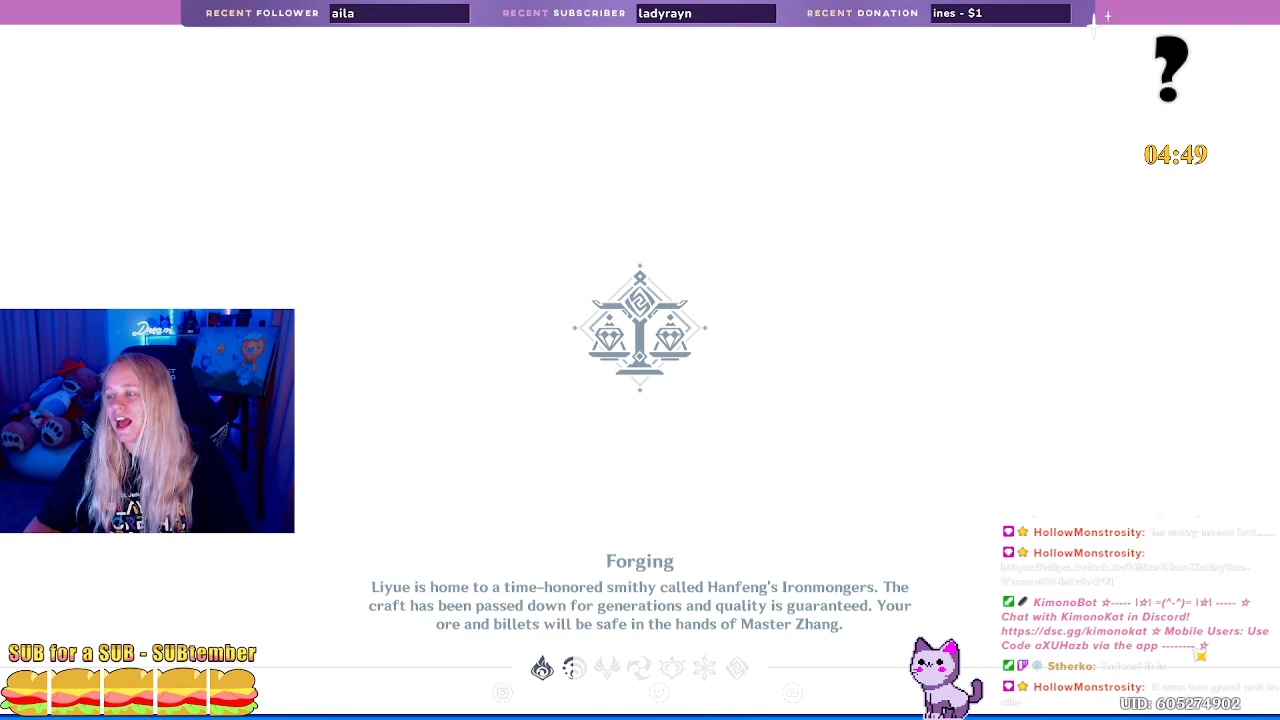 RECENT FOLLOWER aila RECENT SUBSCRIBER ladyrayn RECENT DONATION ines - $1
?
04:49
Dream
Forging
Liyue is home to a time-honored smithy called Hanfeng's Ironmongers. The
craft has been passed down for generations and quality is guaranteed. Your
ore and billets will be safe in the hands of Master Zhang.
SUB for a SUB - SUBtember
HollowMonstrosity:
HollowMonstrosity:
KimonoBot ☆----- |☆| =(^-^)= |☆| ----- ☆
Chat with KimonoKat in Discord!
https://dsc.gg/kimonokat ☆ Mobile Users: Use
Code aXUHazb via the app -------- ☆
Stherko:
HollowMonstrosity:
UID: 605274902